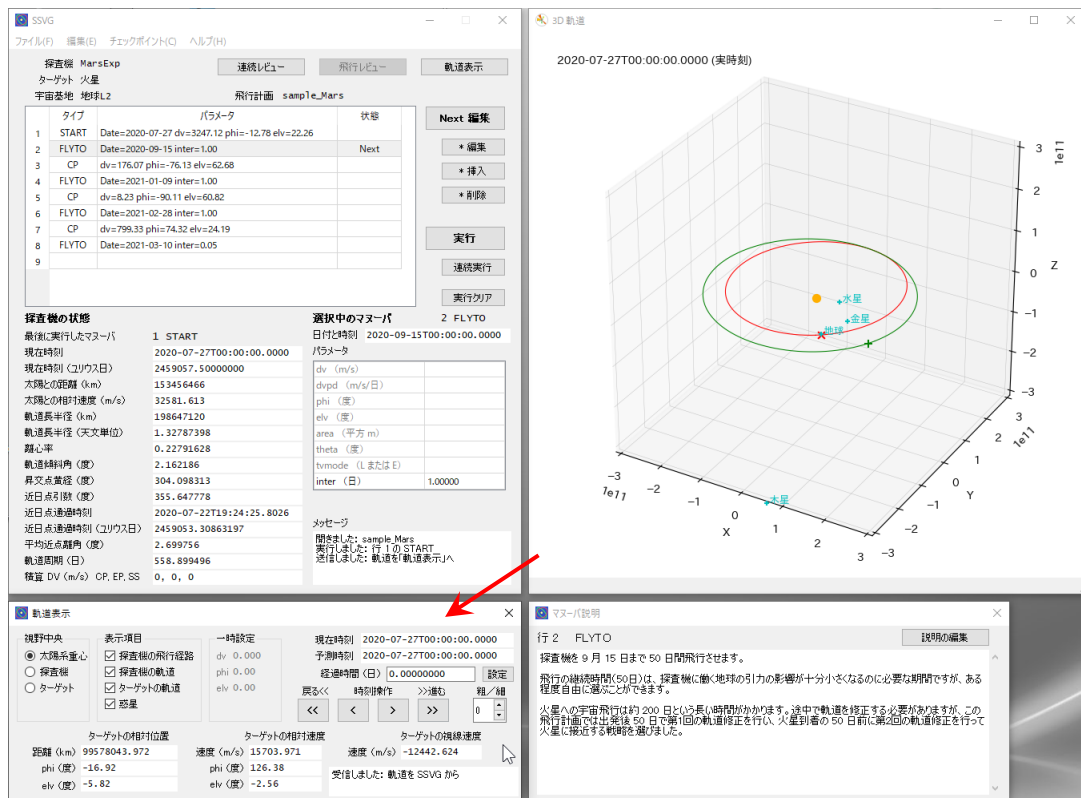 SSVG
ファイル(F) 編集(E) チェックポイント(C) ヘルプ(H)
探査機 MarsExp
連続レビュー 飛行レビュー 軌道表示
ターゲット 火星
宇宙基地 地球L2 飛行計画 sample_Mars
タイプ パラメータ 状態
1 START Date=2020-07-27 dv=3247.12 phi=-12.78 elv=22.26
2 FLYTO Date=2020-09-15 inter=1.00 Next
3 CP dv=176.07 phi=-76.13 elv=62.68
4 FLYTO Date=2021-01-09 inter=1.00
5 CP dv=8.23 phi=-90.11 elv=60.82
6 FLYTO Date=2021-02-28 inter=1.00
7 CP dv=799.33 phi=74.32 elv=24.19
8 FLYTO Date=2021-03-10 inter=0.05
9
Next 編集
* 編集
* 挿入
* 削除
実行
連続実行
実行クリア
探査機の状態
最後に実行したマヌーバ 1 START
現在時刻 2020-07-27T00:00:00.0000
現在時刻 (ユリウス日) 2459057.50000000
太陽との距離 (km) 153456466
太陽との相対速度 (m/s) 32581.613
軌道長半径 (km) 198647120
軌道長半径 (天文単位) 1.32787398
離心率 0.22791628
軌道傾斜角 (度) 2.162186
昇交点黄経 (度) 304.098313
近日点引数 (度) 355.647778
近日点通過時刻 2020-07-22T19:24:25.8026
近日点通過時刻 (ユリウス日) 2459053.30863197
平均近点離角 (度) 2.699756
軌道周期 (日) 558.899496
積算 DV (m/s) CP, EP, SS 0, 0, 0
選択中のマヌーバ 2 FLYTO
日付と時刻 2020-09-15T00:00:00.0000
パラメータ
dv (m/s)
dvpd (m/s/日)
phi (度)
elv (度)
area (平方 m)
theta (度)
tvmode (L または E)
inter (日) 1.00000
メッセージ
開きました: sample_Mars
実行しました: 行 1 の START
送信しました: 軌道を「軌道表示」へ
3D 軌道
2020-07-27T00:00:00.0000 (実時刻)
水星
金星
地球
木星
1e11
3
2
1
0
−1
−2
−3
Z
−3
−2
−1
0
1
2
3
1e11
X
3
2
1
0
−1
−2
−3
1e11
Y
軌道表示
視野中央
太陽系重心
探査機
ターゲット
表示項目
探査機の飛行経路
探査機の軌道
ターゲットの軌道
惑星
一時設定
dv 0.000
phi 0.00
elv 0.00
現在時刻 2020-07-27T00:00:00.0000
予測時刻 2020-07-27T00:00:00.0000
経過時間 (日) 0.00000000 設定
戻る<< 時刻操作 >>進む 粗/細
<< < > >> 0
ターゲットの相対位置 ターゲットの相対速度 ターゲットの視線速度
距離 (km) 99578043.972 速度 (m/s) 15703.971 速度 (m/s) -12442.624
phi (度) -16.92 phi (度) 126.38
elv (度) -5.82 elv (度) -2.56
受信しました: 軌道を SSVG から
マヌーバ説明
行 2 FLYTO 説明の編集
探査機を 9 月 15 日まで 50 日間飛行させます。
飛行の継続時間(50日)は、探査機に働く地球の引力の影響が十分小さくなるのに必要な期間ですが、ある
程度自由に選ぶことができます。
火星への宇宙飛行は約 200 日という長い時間がかかります。途中で軌道を修正する必要がありますが、この
飛行計画では出発後 50 日で第1回の軌道修正を行い、火星到着の 50 日前に第2回の軌道修正を行って
火星に接近する戦略を選びました。